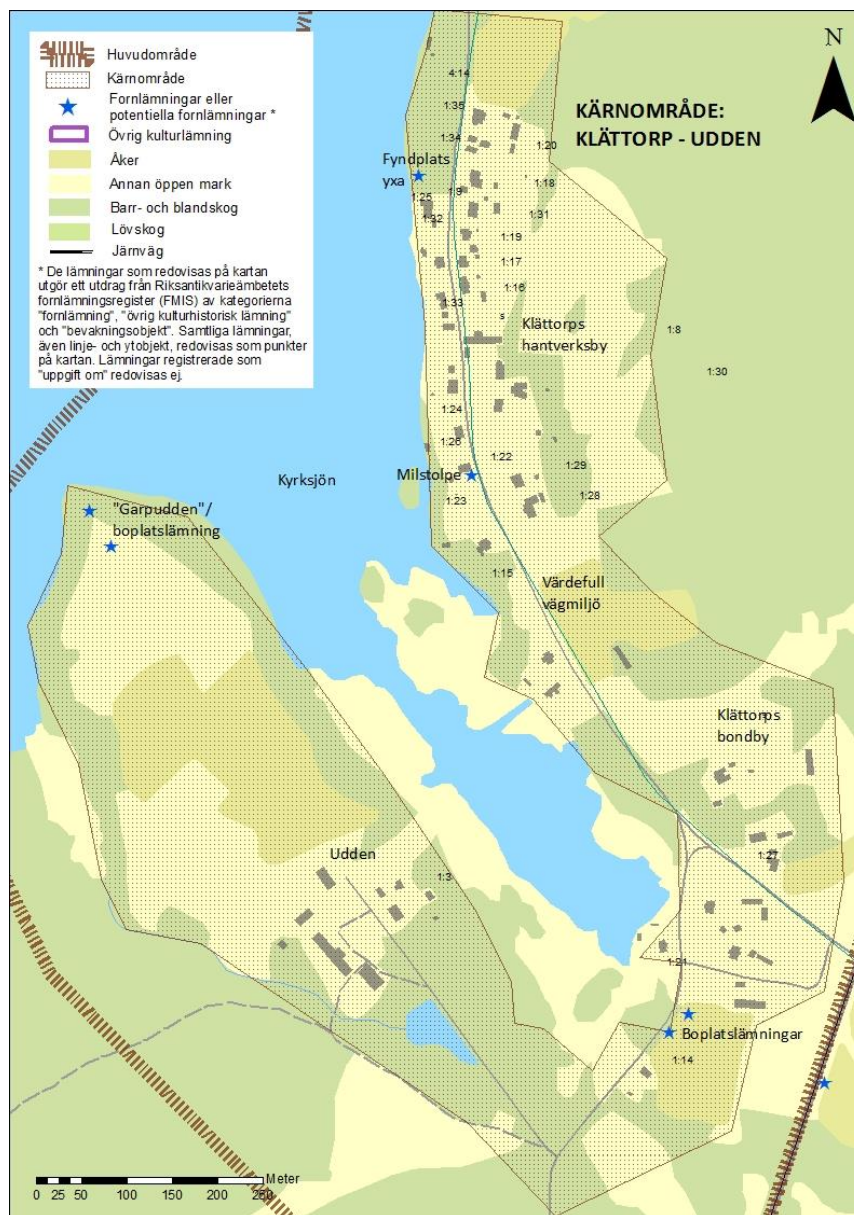 Huvudområde
Kärnområde
Fornlämningar eller
potentiella fornlämningar *
Övrig kulturlämning
Åker
Annan öppen mark
Barr- och blandskog
Lövskog
Järnväg
* De lämningar som redovisas på kartan
utgör ett utdrag från Riksantikvarieämbetets
fornlämningsregister (FMIS) av kategorierna
"fornlämning", "övrig kulturhistorisk lämning"
och "bevakningsobjekt". Samtliga lämningar,
även linje- och ytobjekt, redovisas som punkter
på kartan. Lämningar registrerade som
"uppgift om" redovisas ej.
N
KÄRNOMRÅDE:
KLÄTTORP - UDDEN
4:14
1:35
1:34
1:20
Fyndplats
yxa
1:18
1:9
1:25
1:32
1:31
1:19
1:17
1:16
1:33
s
Klättorps
hantverksby
1:8
1:30
1:24
1:26
1:22
1:29
Milstolpe
1:23
1:28
Kyrksjön
"Garpudden"/
boplatslämning
1:15
Värdefull
vägmiljö
Klättorps
bondby
Udden
1:3
1:27
1:21
Boplatslämningar
1:14
Meter
0 25 50 100 150 200 250